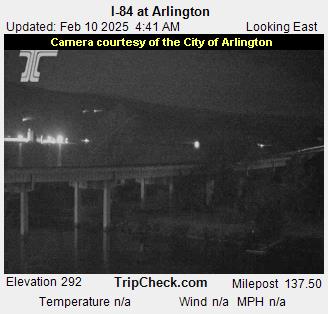 I-84 at Arlington
Updated: Feb 10 2025 4:41 AM Looking East
Camera courtesy of the City of Arlington
Elevation 292 TripCheck.com Milepost 137.50
Temperature n/a Wind n/a MPH n/a